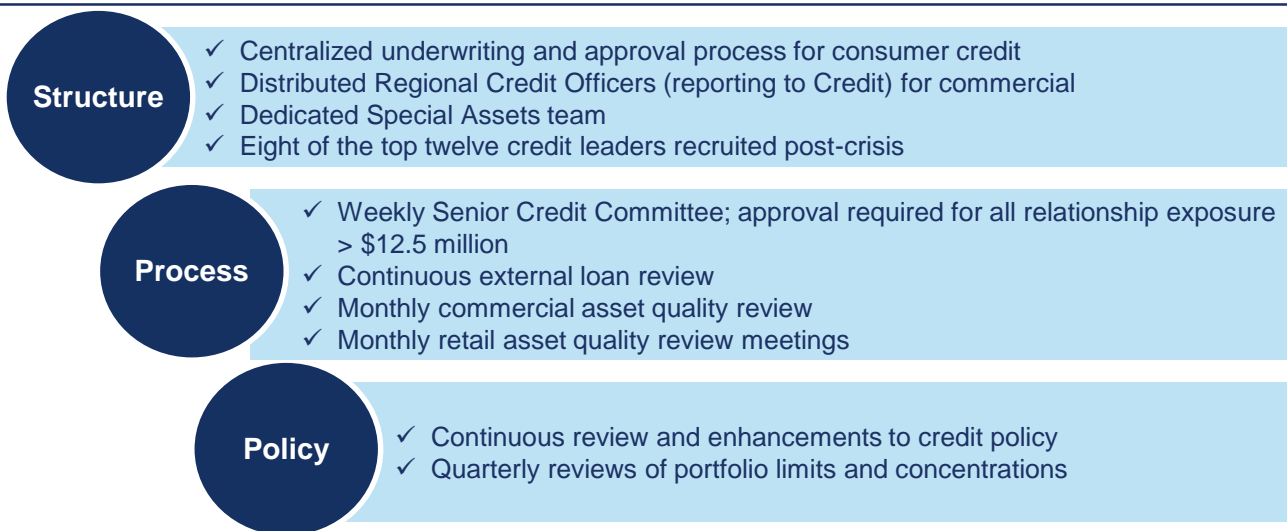 Structure
✓ Centralized underwriting and approval process for consumer credit
✓ Distributed Regional Credit Officers (reporting to Credit) for commercial
✓ Dedicated Special Assets team
✓ Eight of the top twelve credit leaders recruited post-crisis
Process
✓ Weekly Senior Credit Committee; approval required for all relationship exposure
> $12.5 million
✓ Continuous external loan review
✓ Monthly commercial asset quality review
✓ Monthly retail asset quality review meetings
Policy
✓ Continuous review and enhancements to credit policy
✓ Quarterly reviews of portfolio limits and concentrations